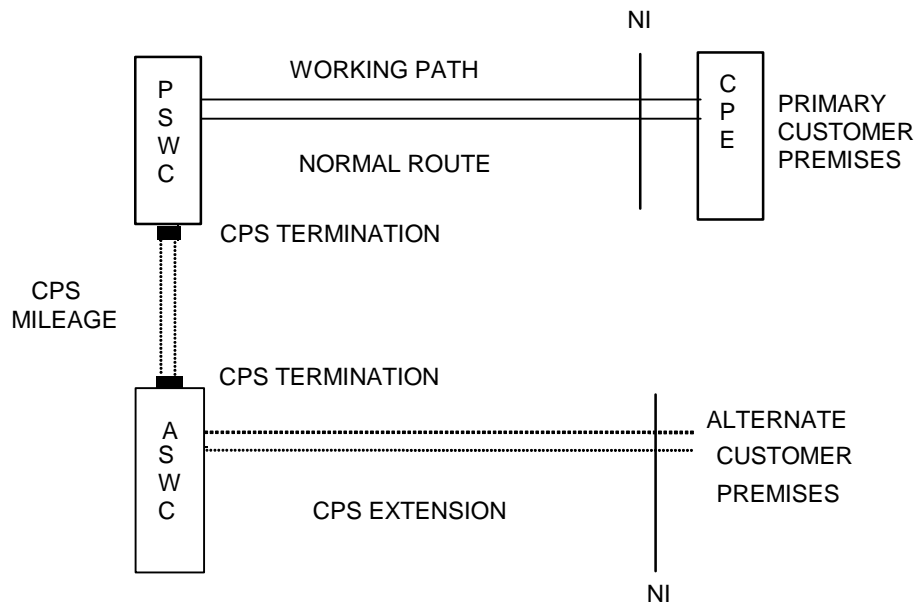 NI
WORKING PATH
P
S
W
C
C
P
E
PRIMARY
CUSTOMER
PREMISES
NORMAL ROUTE
CPS TERMINATION
CPS
MILEAGE
CPS TERMINATION
A
S
W
C
ALTERNATE
CUSTOMER
PREMISES
CPS EXTENSION
NI